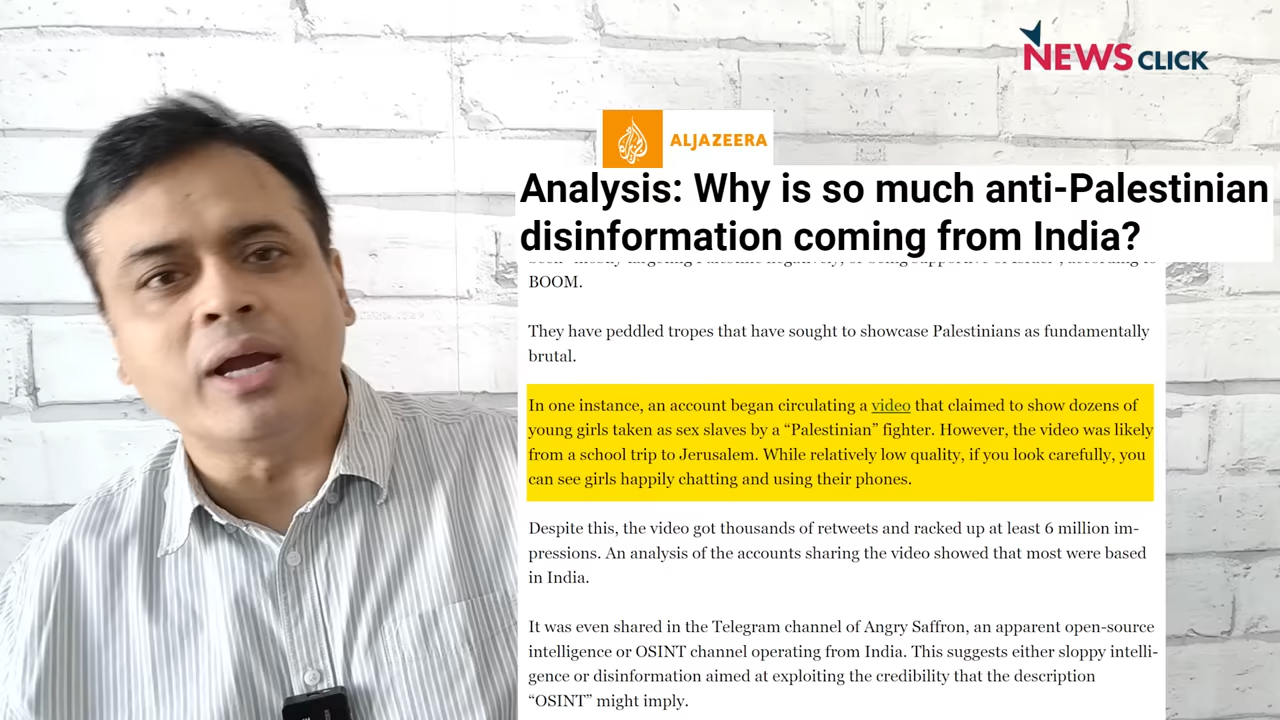 NEWSCLICK
ALJAZEERA
Analysis: Why is so much anti-Palestinian
disinformation coming from India?
BOOM.
They have peddled tropes that have sought to showcase Palestinians as fundamentally
brutal.
In one instance, an account began circulating a video that claimed to show dozens of
young girls taken as sex slaves by a “Palestinian” fighter. However, the video was likely
from a school trip to Jerusalem. While relatively low quality, if you look carefully, you
can see girls happily chatting and using their phones.
Despite this, the video got thousands of retweets and racked up at least 6 million im-
pressions. An analysis of the accounts sharing the video showed that most were based
in India.
It was even shared in the Telegram channel of Angry Saffron, an apparent open-source
intelligence or OSINT channel operating from India. This suggests either sloppy intelli-
gence or disinformation aimed at exploiting the credibility that the description
“OSINT” might imply.